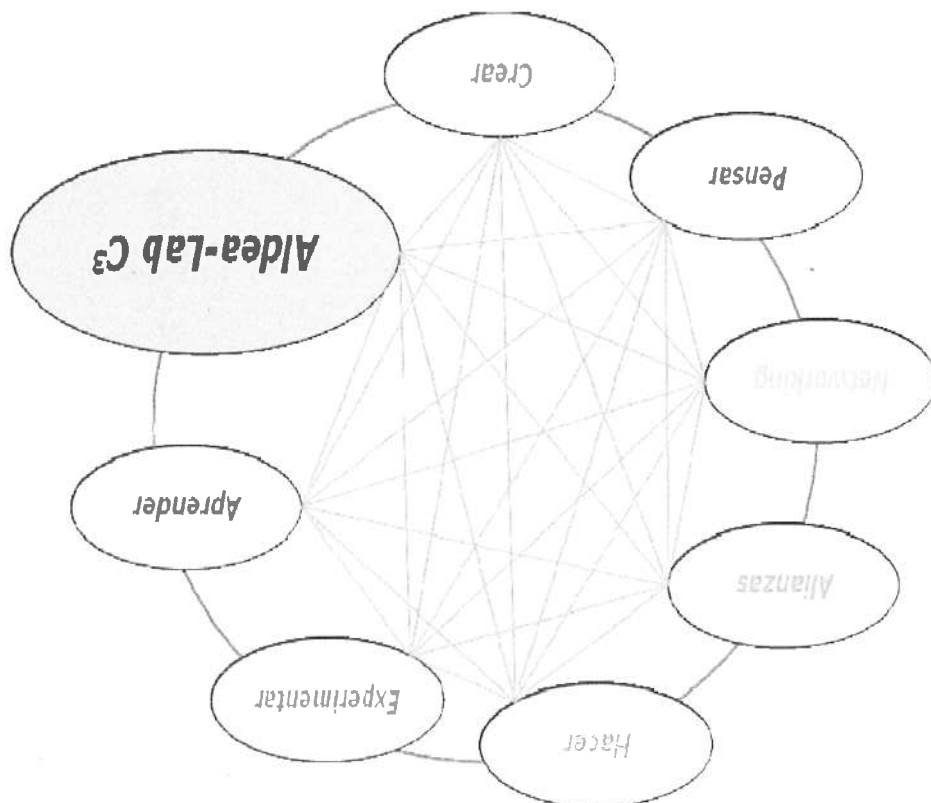 Hacer
Experimentar
Alianzas
Aprender
Networking
Aldea-Lab C³
Pensar
Crear